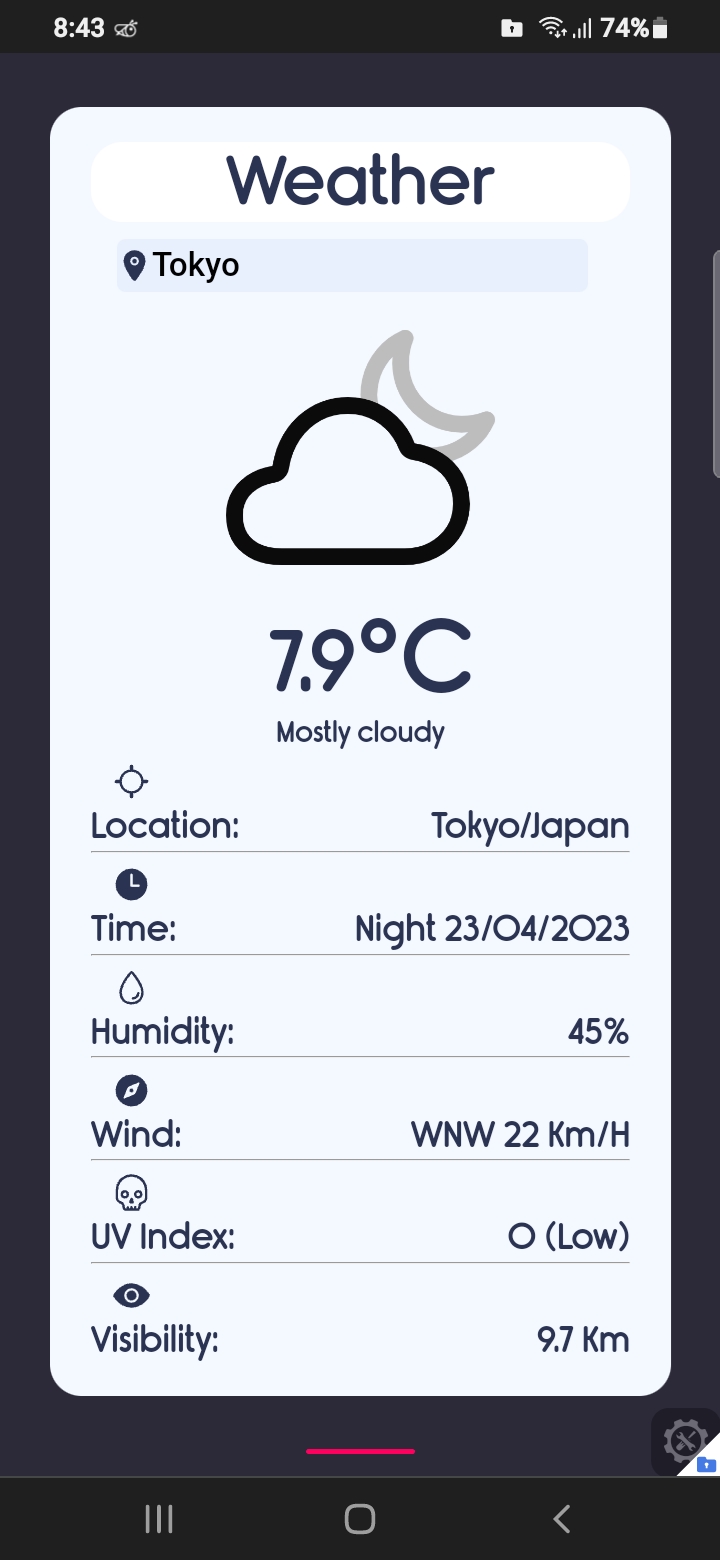 8:43
74%
Weather
Tokyo
7.9°C
Mostly cloudy
Location: Tokyo/Japan
Time: Night 23/04/2023
Humidity: 45%
Wind: WNW 22 Km/H
UV Index: 0 (Low)
Visibility: 9.7 Km